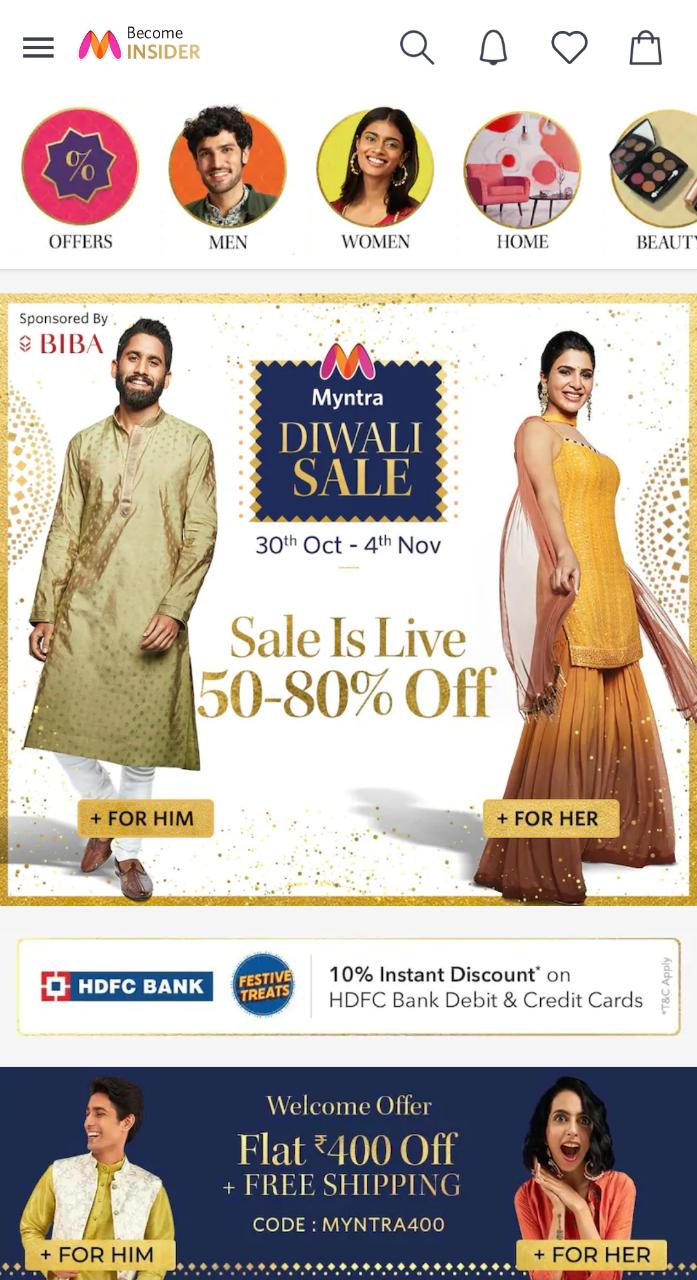 Become
INSIDER
%
OFFERS
MEN
WOMEN
HOME
BEAUTY
Sponsored By
BIBA
Myntra
DIWALI
SALE
30th Oct - 4th Nov
Sale Is Live
50-80% Off
+ FOR HIM
+ FOR HER
HDFC BANK
FESTIVE
TREATS
10% Instant Discount* on
HDFC Bank Debit & Credit Cards
*T&C Apply
Welcome Offer
Flat ₹400 Off
+ FREE SHIPPING
CODE : MYNTRA400
+ FOR HIM
+ FOR HER